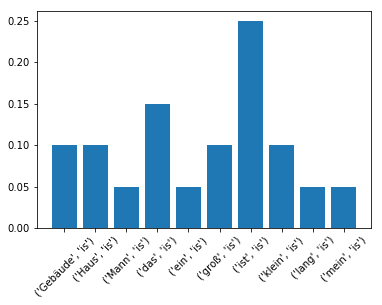 0.25
0.20
0.15
0.10
0.05
0.00
('Gebäude', 'is')
('Haus', 'is')
('Mann', 'is')
('das', 'is')
('ein', 'is')
('groß', 'is')
('ist', 'is')
('klein', 'is')
('lang', 'is')
('mein', 'is')